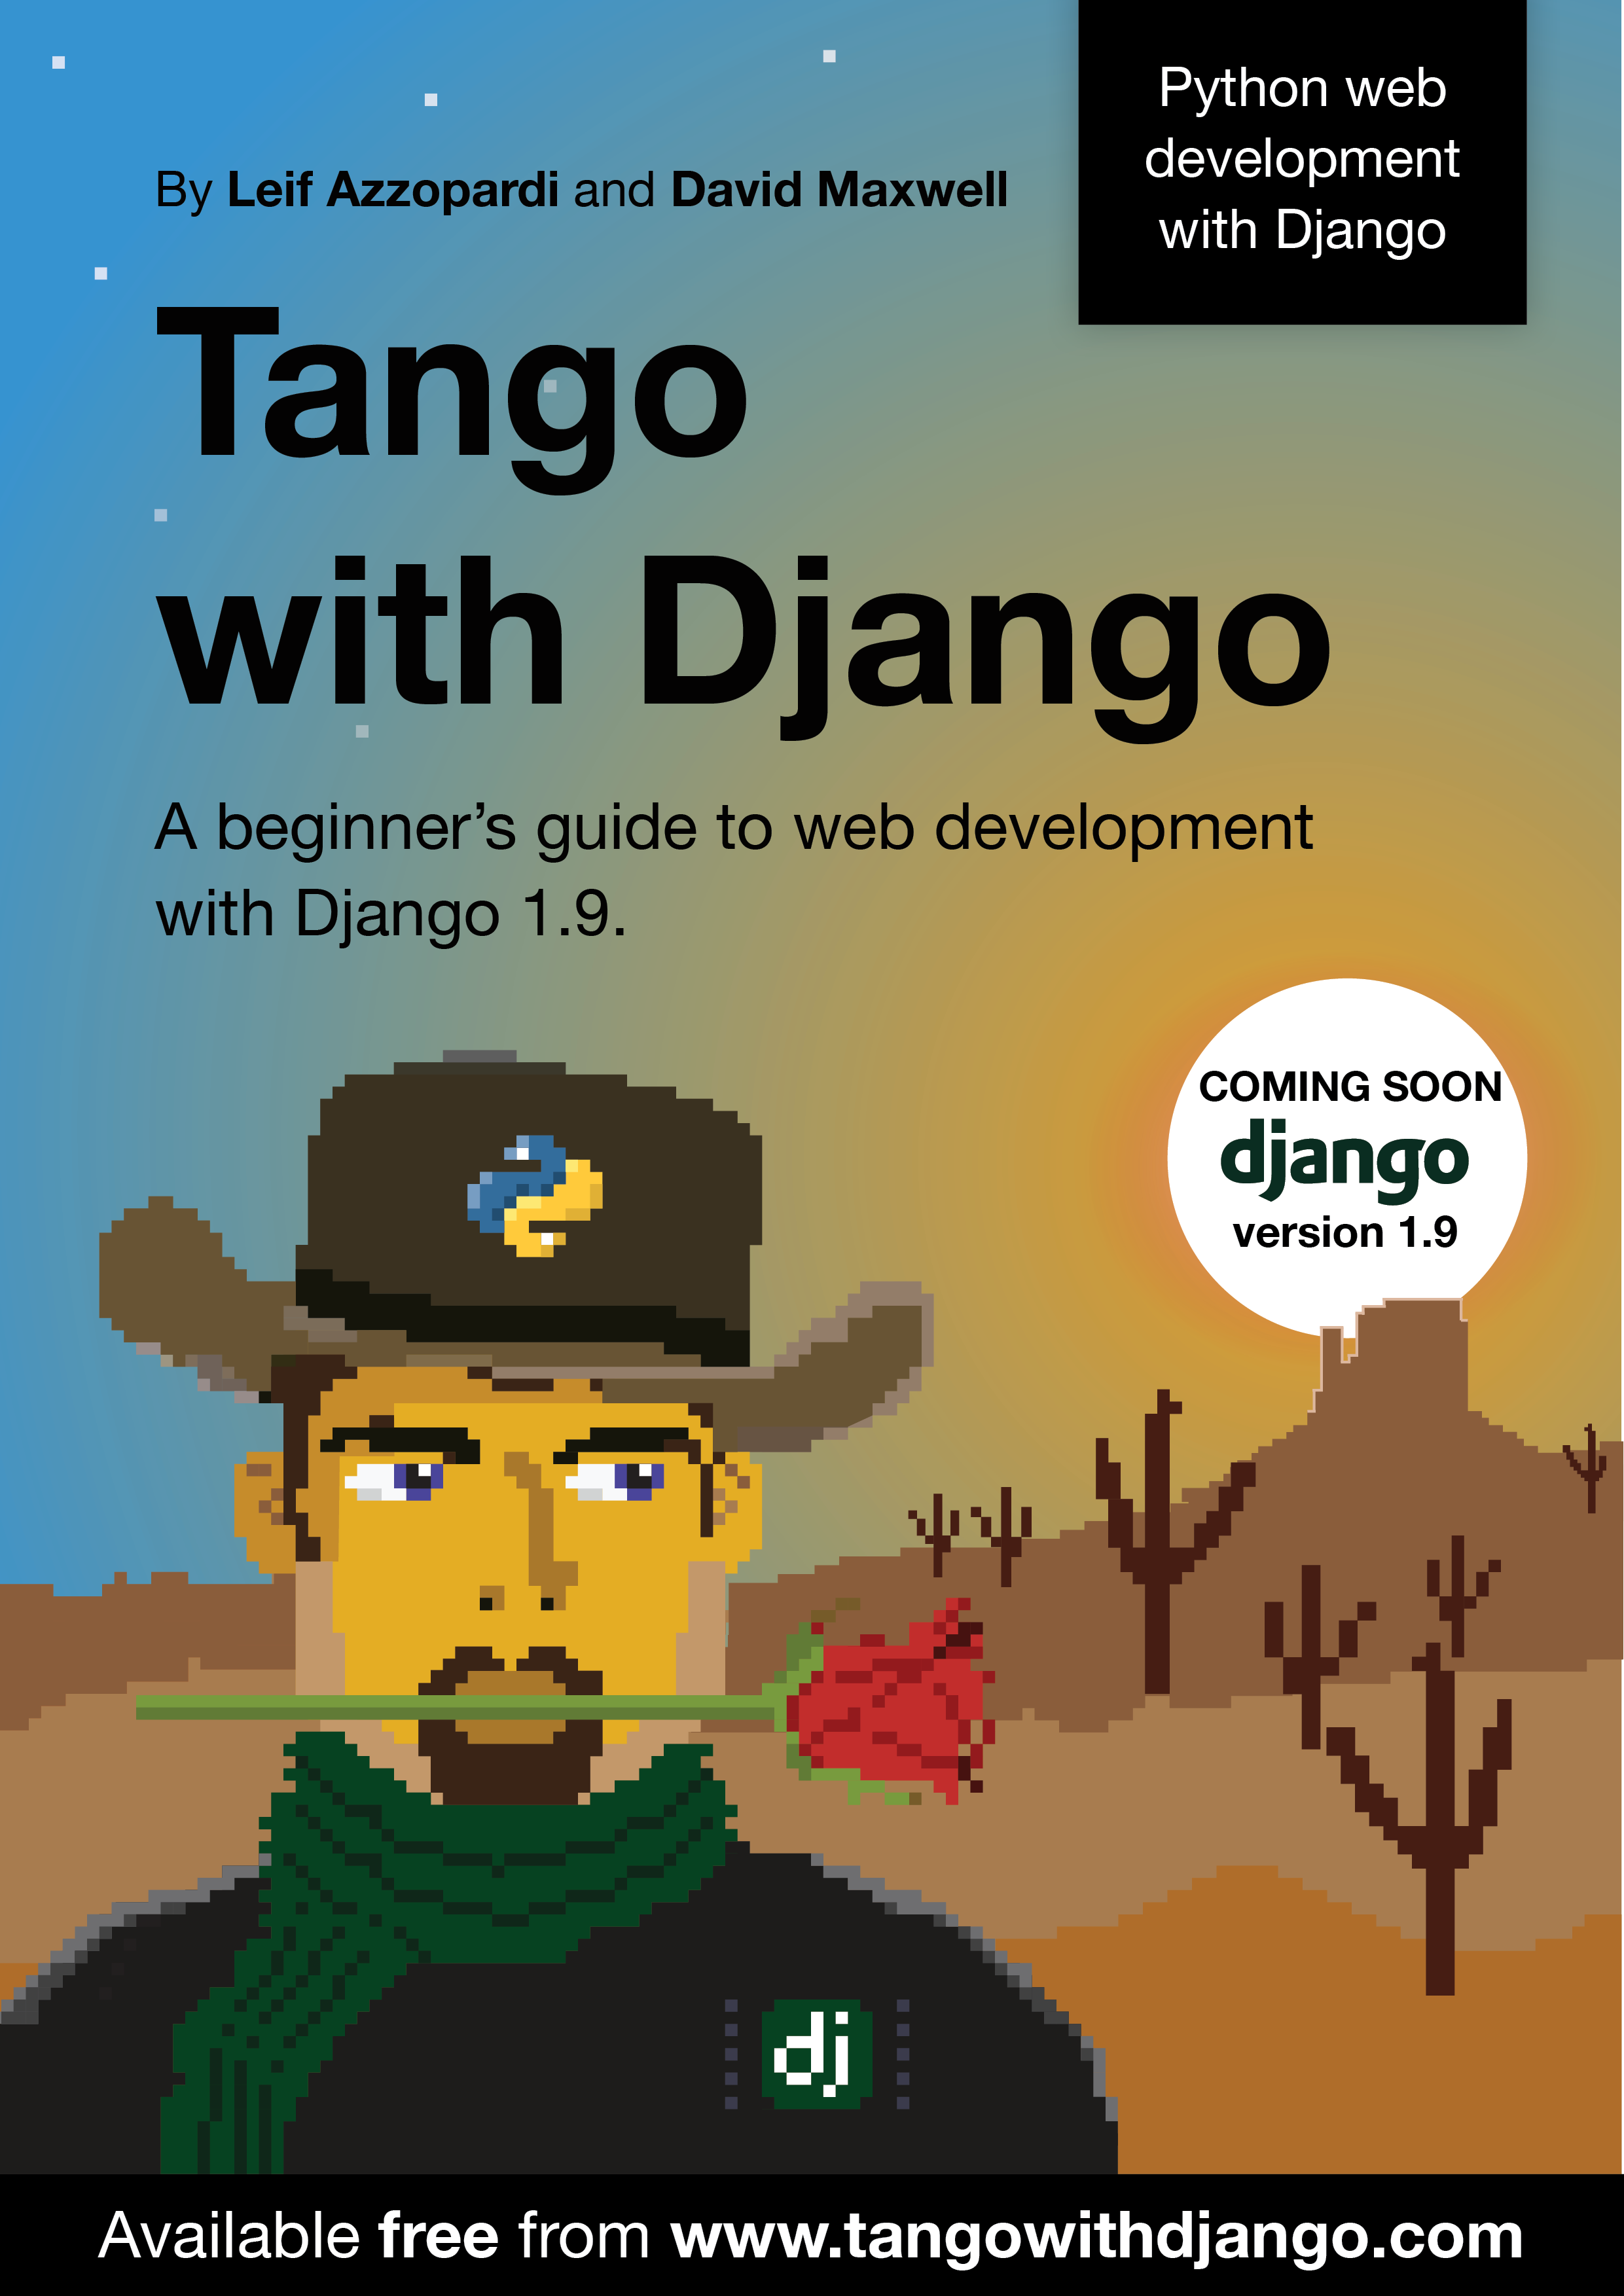 Python web
development
with Django
By Leif Azzopardi and David Maxwell
Tango
with Django
A beginner’s guide to web development
with Django 1.9.
COMING SOON
django
version 1.9
dj
Available free from www.tangowithdjango.com